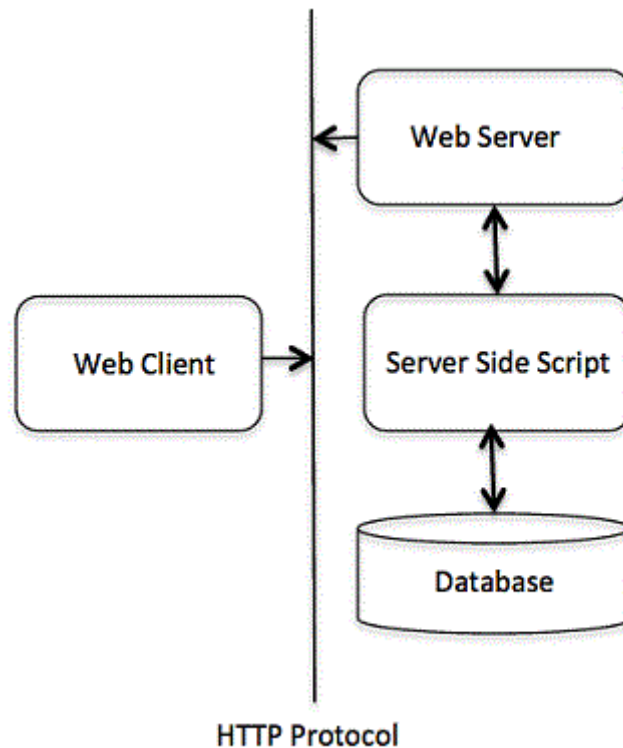 Web Server
Web Client
Server Side Script
Database
HTTP Protocol